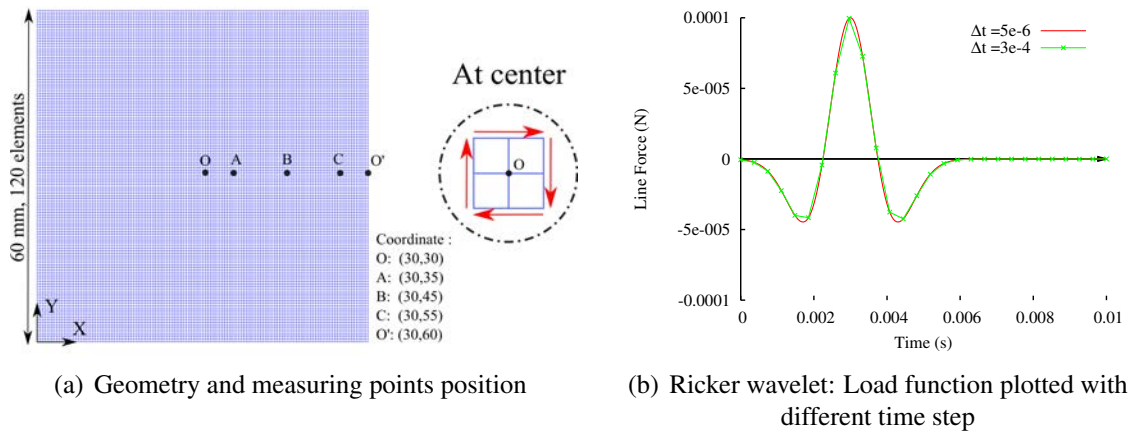 60 mm, 120 elements
O
A
B
C
O'
Y
X
At center
O
Coordinate :
O: (30,30)
A: (30,35)
B: (30,45)
C: (30,55)
O': (30,60)
(a) Geometry and measuring points position
0.0001
5e-005
0
-5e-005
-0.0001
Line Force (N)
Δt =5e-6
Δt =3e-4
0
0.002
0.004
0.006
0.008
0.01
Time (s)
(b) Ricker wavelet: Load function plotted with
different time step